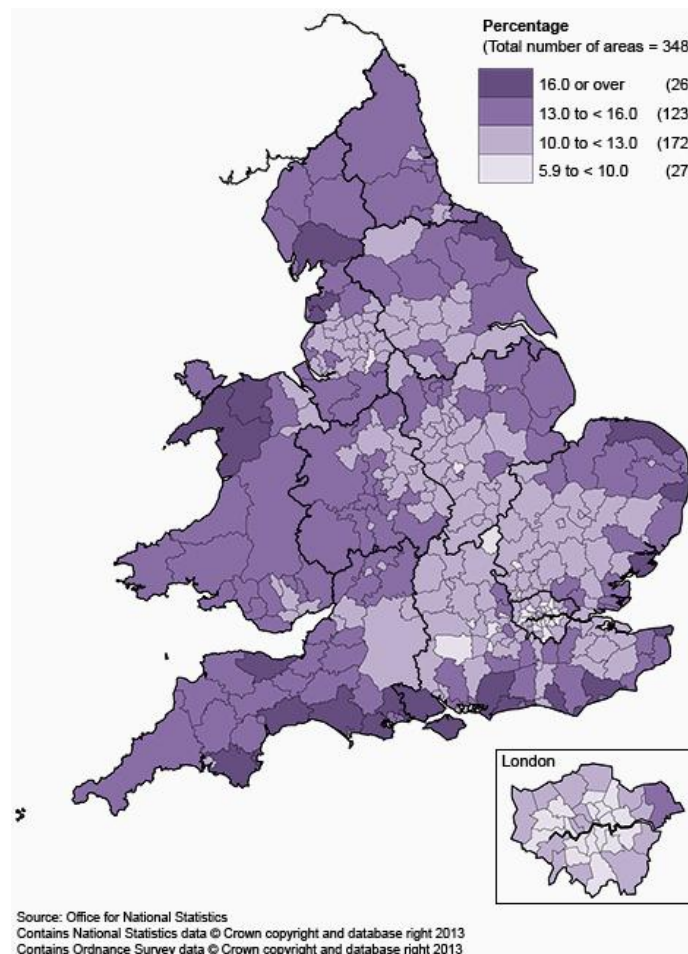 Percentage
(Total number of areas = 348
16.0 or over (26
13.0 to < 16.0 (123
10.0 to < 13.0 (172
5.9 to < 10.0 (27
London
Source: Office for National Statistics
Contains National Statistics data © Crown copyright and database right 2013
Contains Ordnance Survey data © Crown copyright and database right 2013